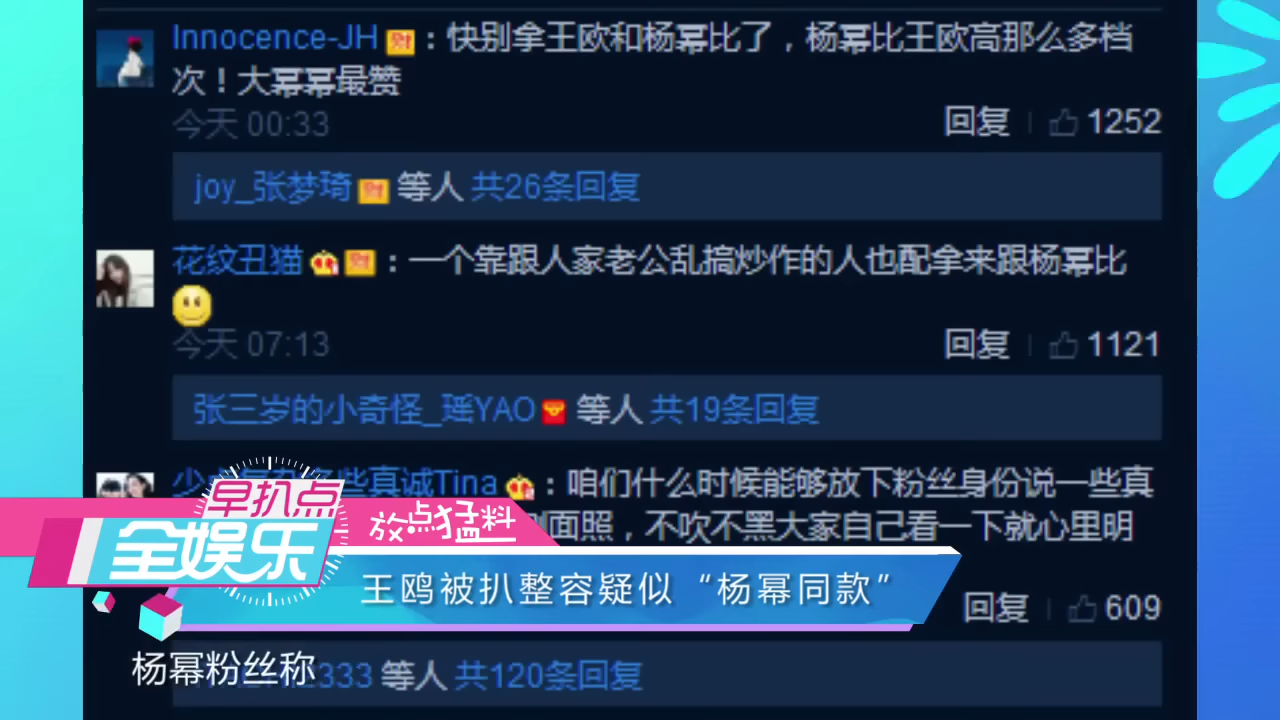 Innocence-JH 财：快别拿王欧和杨幂比了，杨幂比王欧高那么多档
次！大幂幂最赞
今天 00:33
回复 1252
joy_张梦琦 财 等人 共26条回复
花纹丑猫 财：一个靠跟人家老公乱搞炒作的人也配拿来跟杨幂比
今天 07:13
回复 1121
张三岁的小奇怪_瑶YAO 等人 共19条回复
些真诚Tina：咱们什么时候能够放下粉丝身份说一些真
面照，不吹不黑大家自己看一下就心里明
回复 609
早扒点
全娱乐
放点猛料
王鸥被扒整容疑似“杨幂同款”
333 等人 共120条回复
杨幂粉丝称